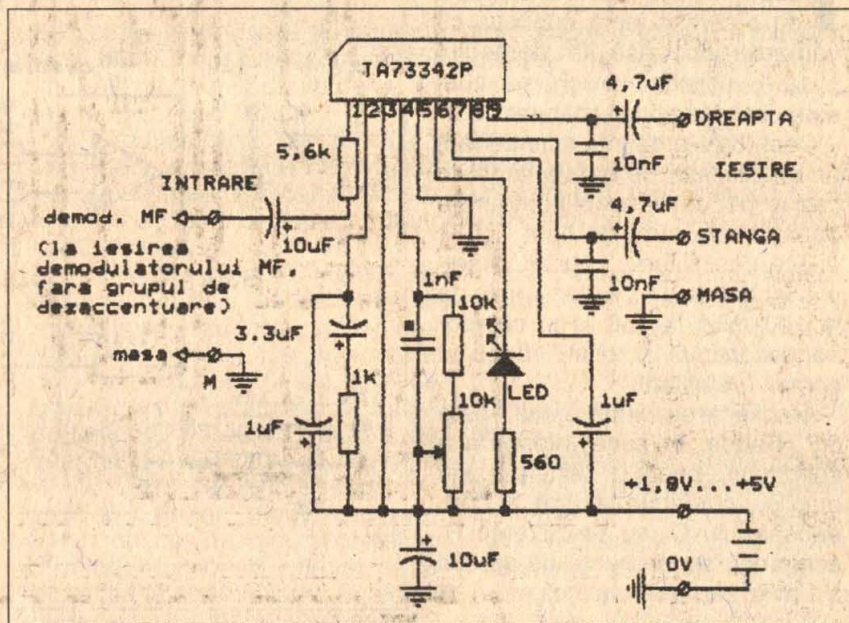 TA73342P
1 2 3 4 5 6 7 8 9
4,7uF
+
DREAPTA
5,6k
10nF
INTRARE
IESIRE
demod. MF
+
10uF
4,7uF
+
STANGA
(la iesirea
demodulatorului MF,
fara grupul de
dezaccentuare)
1nF
10nF
10k
MASA
3.3uF
+
masa
M
1k
LED
10k
1uF
+
1uF
+
560
+1,8V...+5V
+
10uF
0V